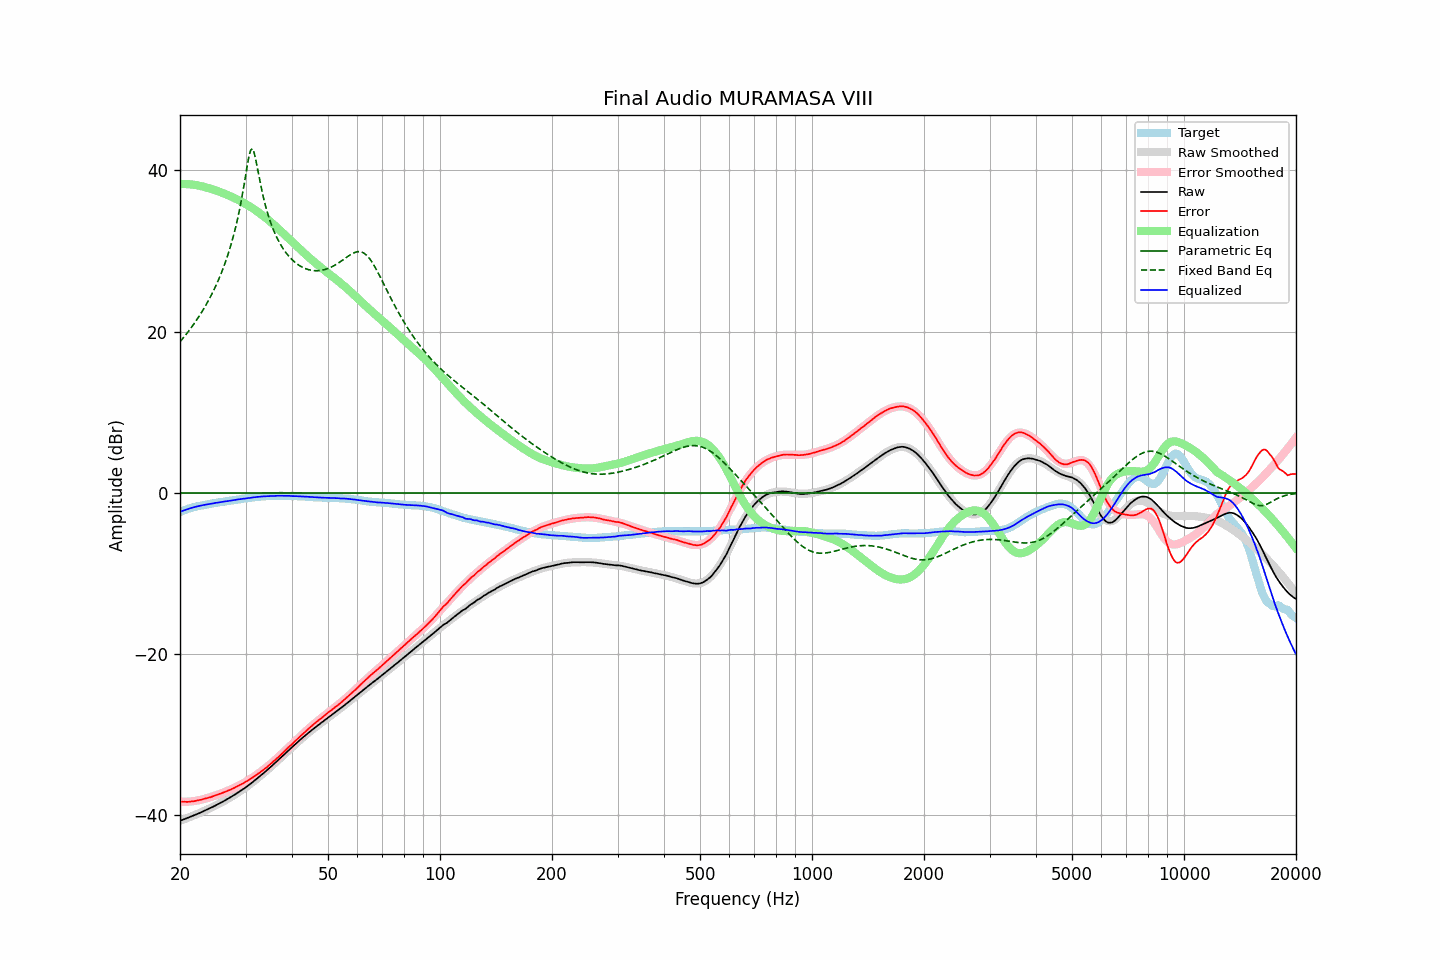 Final Audio MURAMASA VIII
Target
Raw Smoothed
Error Smoothed
Raw
Error
Equalization
Parametric Eq
Fixed Band Eq
Equalized
Amplitude (dBr)
40
20
0
−20
−40
20 50 100 200 500 1000 2000 5000 10000 20000
Frequency (Hz)